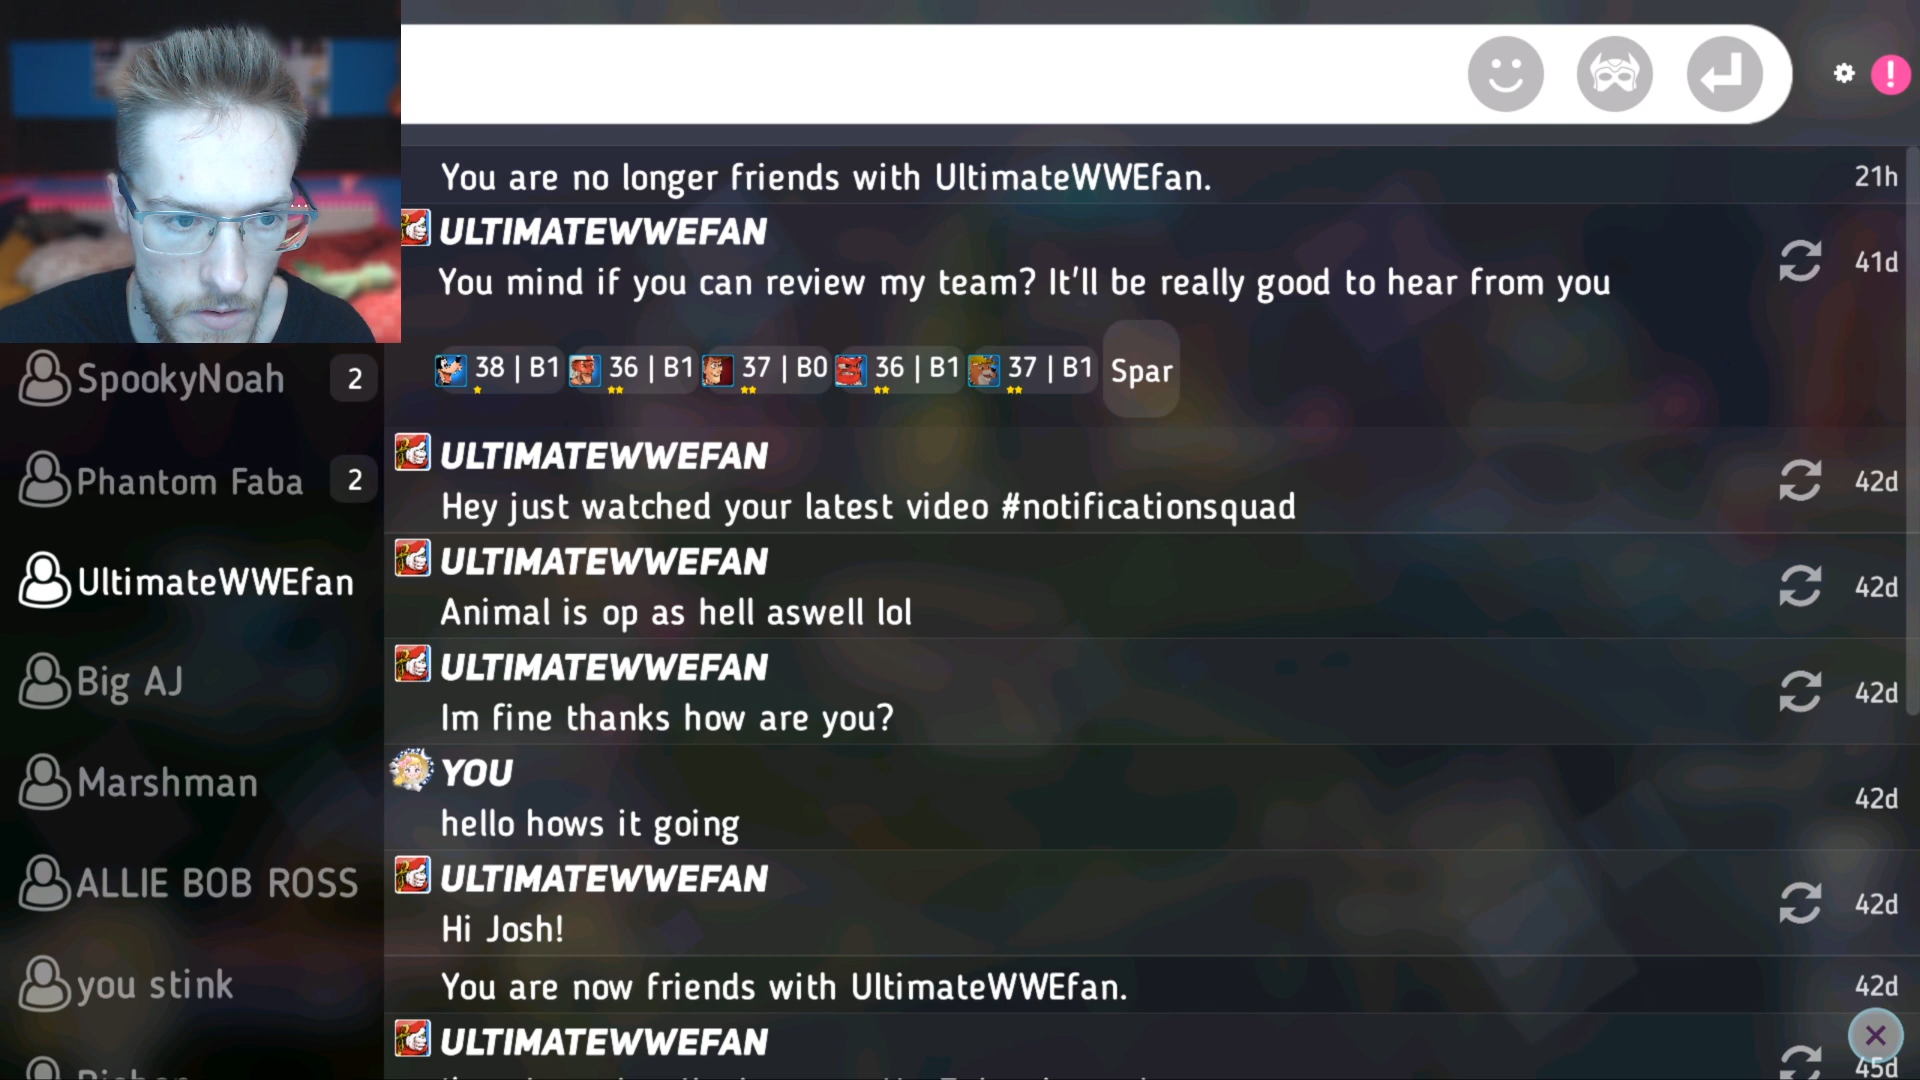 You are no longer friends with UltimateWWEfan.
21h
ULTIMATEWWEFAN
You mind if you can review my team? It'll be really good to hear from you
41d
38 | B1 36 | B1 37 | B0 36 | B1 37 | B1 Spar
ULTIMATEWWEFAN
Hey just watched your latest video #notificationsquad
42d
ULTIMATEWWEFAN
Animal is op as hell aswell lol
42d
ULTIMATEWWEFAN
Im fine thanks how are you?
42d
YOU
hello hows it going
42d
ULTIMATEWWEFAN
Hi Josh!
42d
You are now friends with UltimateWWEfan.
42d
ULTIMATEWWEFAN
45d
SpookyNoah 2
Phantom Faba 2
UltimateWWEfan
Big AJ
Marshman
ALLIE BOB ROSS
you stink